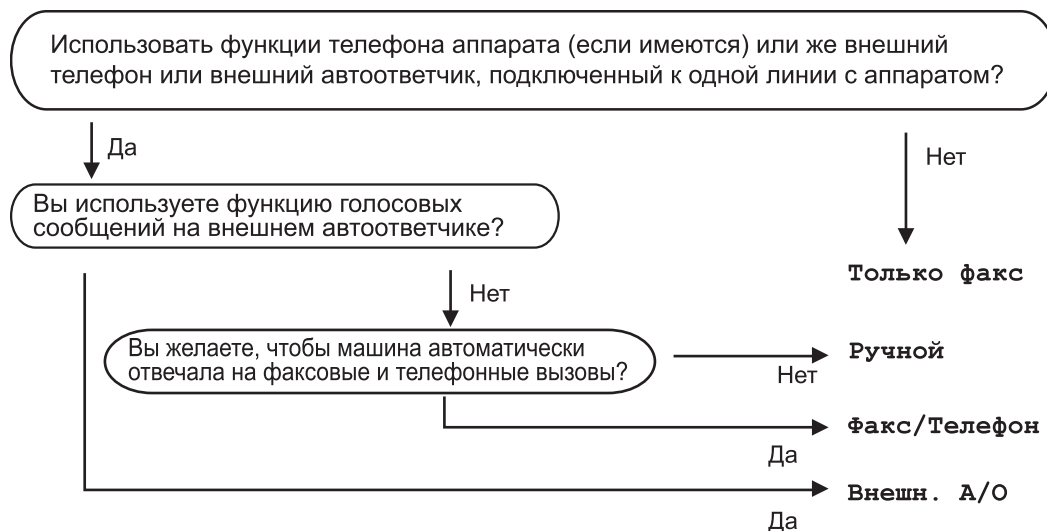 Использовать функции телефона аппарата (если имеются) или же внешний
телефон или внешний автоответчик, подключенный к одной линии с аппаратом?
Да
Нет
Вы используете функцию голосовых
сообщений на внешнем автоответчике?
Только факс
Нет
Вы желаете, чтобы машина автоматически
отвечала на факсовые и телефонные вызовы?
Ручной
Нет
Факс/Телефон
Да
Внешн. А/О
Да